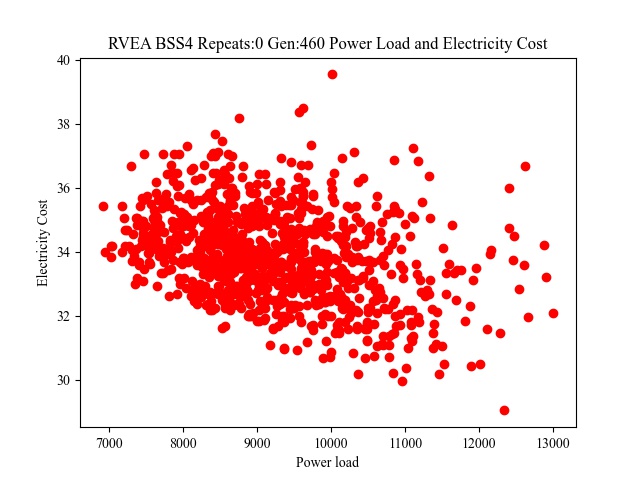 RVEA BSS4 Repeats:0 Gen:460 Power Load and Electricity Cost
40
38
36
34
32
30
Electricity Cost
7000 8000 9000 10000 11000 12000 13000
Power load